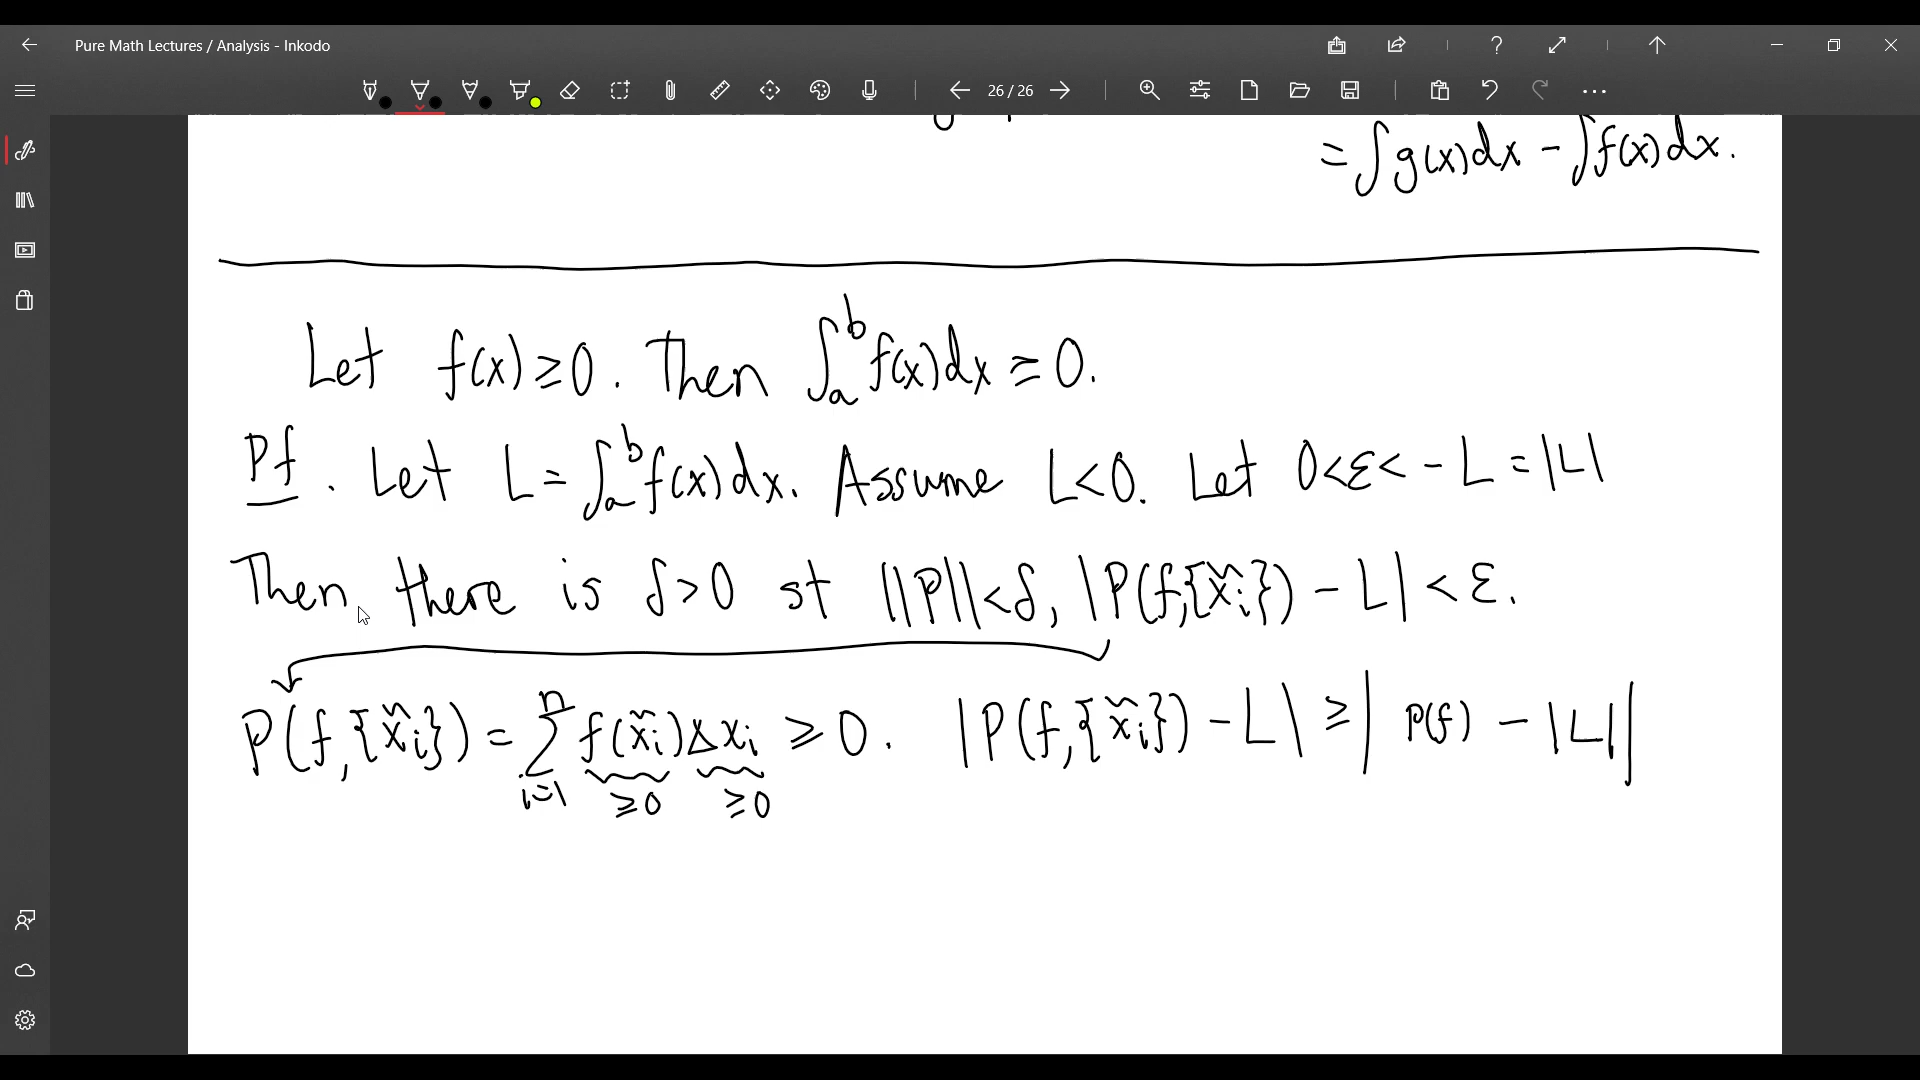 Pure Math Lectures / Analysis - Inkodo
26 / 26
= ∫g(x)dx - ∫f(x)dx.
Let f(x) ≥ 0. Then ∫_a^b f(x)dx ≥ 0.
Pf. Let L = ∫_a^b f(x)dx. Assume L < 0. Let 0 < ε < - L = |L|
Then, there is δ > 0 st ||P|| < δ, |P(f,{x̃_i}) - L| < ε.
P(f,{x̃_i}) = ∑_{i=1}^n f(x̃_i)Δx_i ≥ 0. |P(f,{x̃_i}) - L| ≥ | P(f) - |L||
≥0 ≥0